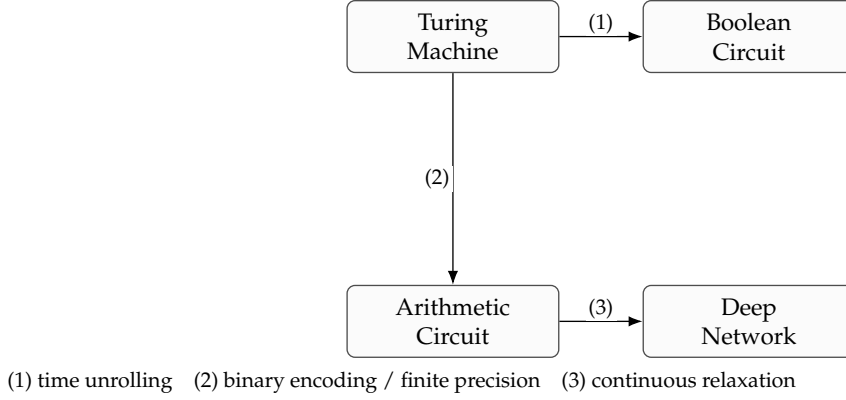 Turing
Machine
(1)
Boolean
Circuit
(2)
Arithmetic
Circuit
(3)
Deep
Network
(1) time unrolling (2) binary encoding / finite precision (3) continuous relaxation